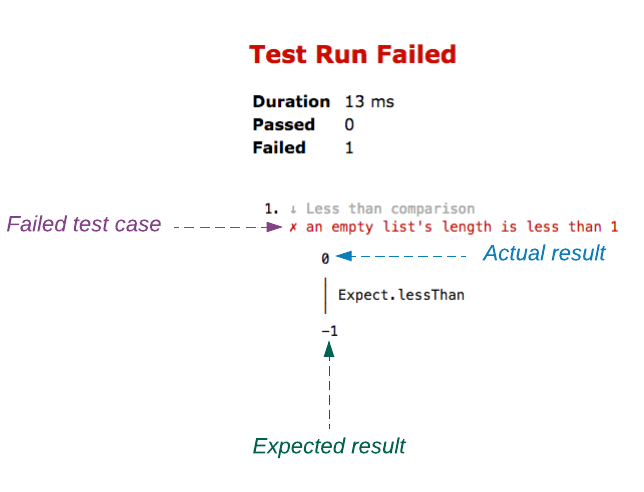 Test Run Failed
Duration 13 ms
Passed 0
Failed 1
1. ↓ Less than comparison
Failed test case
✗ an empty list's length is less than 1
0
Actual result
Expect.lessThan
-1
Expected result